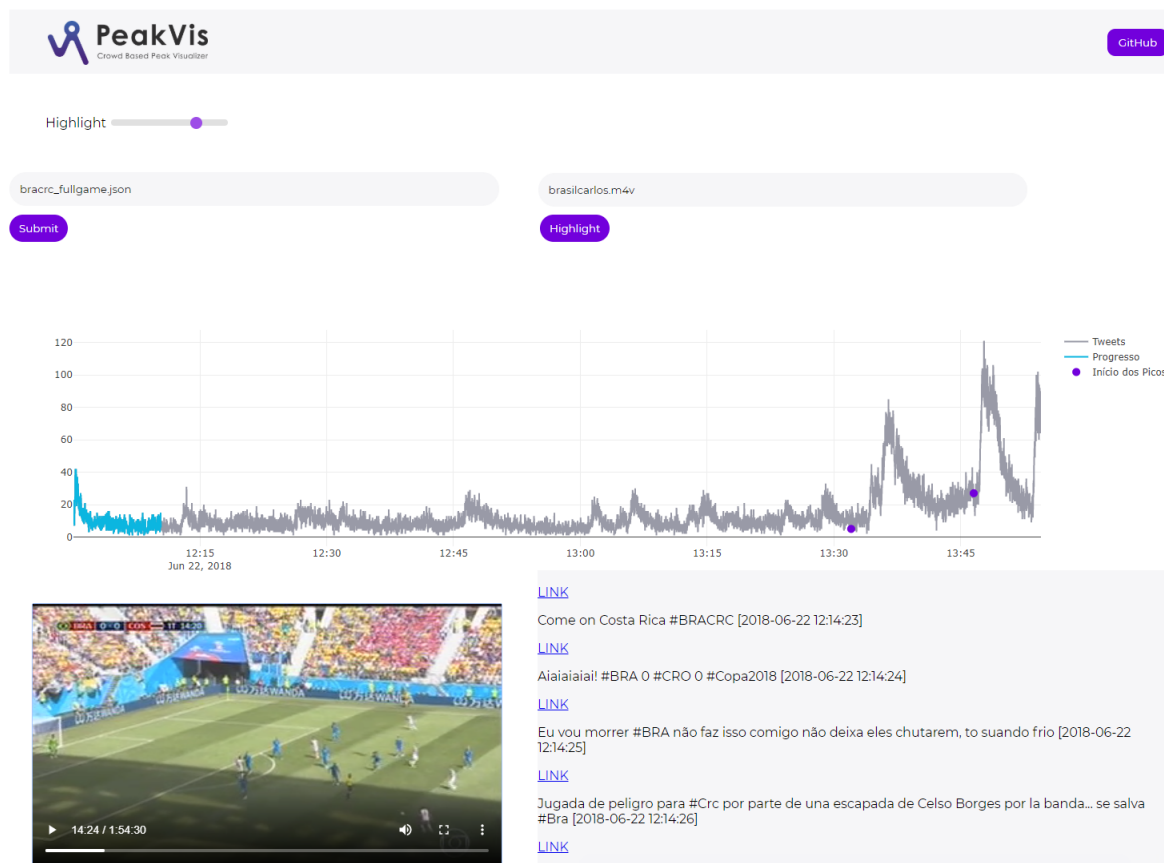 PeakVis
Crowd Based Peak Visualizer
GitHub
Highlight
bracrc_fullgame.json
brasilcarlos.m4v
Submit
Highlight
120
100
80
60
40
20
0
12:15
12:30
12:45
13:00
13:15
13:30
13:45
Jun 22, 2018
Tweets
Progresso
Início dos Picos
BRA 0 - 0 COS 1T 14:20
WANDA
WANDA
WANDA
14:24 / 1:54:30
LINK
Come on Costa Rica #BRACRC [2018-06-22 12:14:23]
LINK
Aiaiaiaiai! #BRA 0 #CRO 0 #Copa2018 [2018-06-22 12:14:24]
LINK
Eu vou morrer #BRA não faz isso comigo não deixa eles chutarem, to suando frio [2018-06-22
12:14:25]
LINK
Jugada de peligro para #Crc por parte de una escapada de Celso Borges por la banda... se salva
#Bra [2018-06-22 12:14:26]
LINK